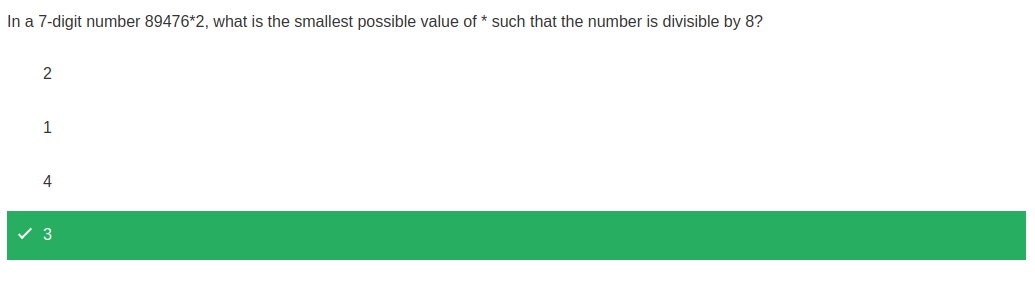 In a 7-digit number 89476*2, what is the smallest possible value of * such that the number is divisible by 8?
2
1
4
3